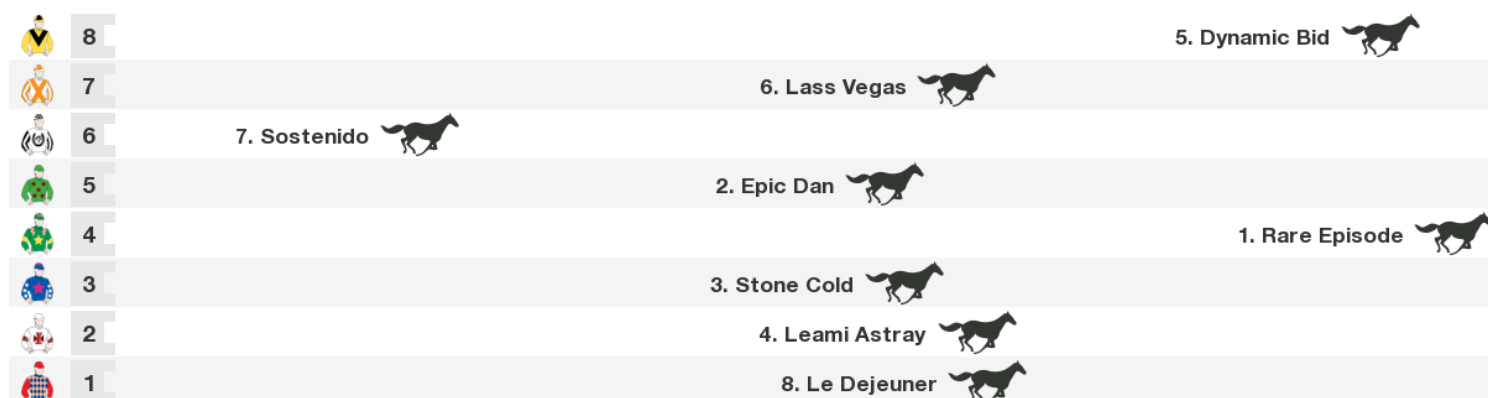 8 5. Dynamic Bid
7 6. Lass Vegas
6 7. Sostenido
5 2. Epic Dan
4 1. Rare Episode
3 3. Stone Cold
2 4. Leami Astray
1 8. Le Dejeuner